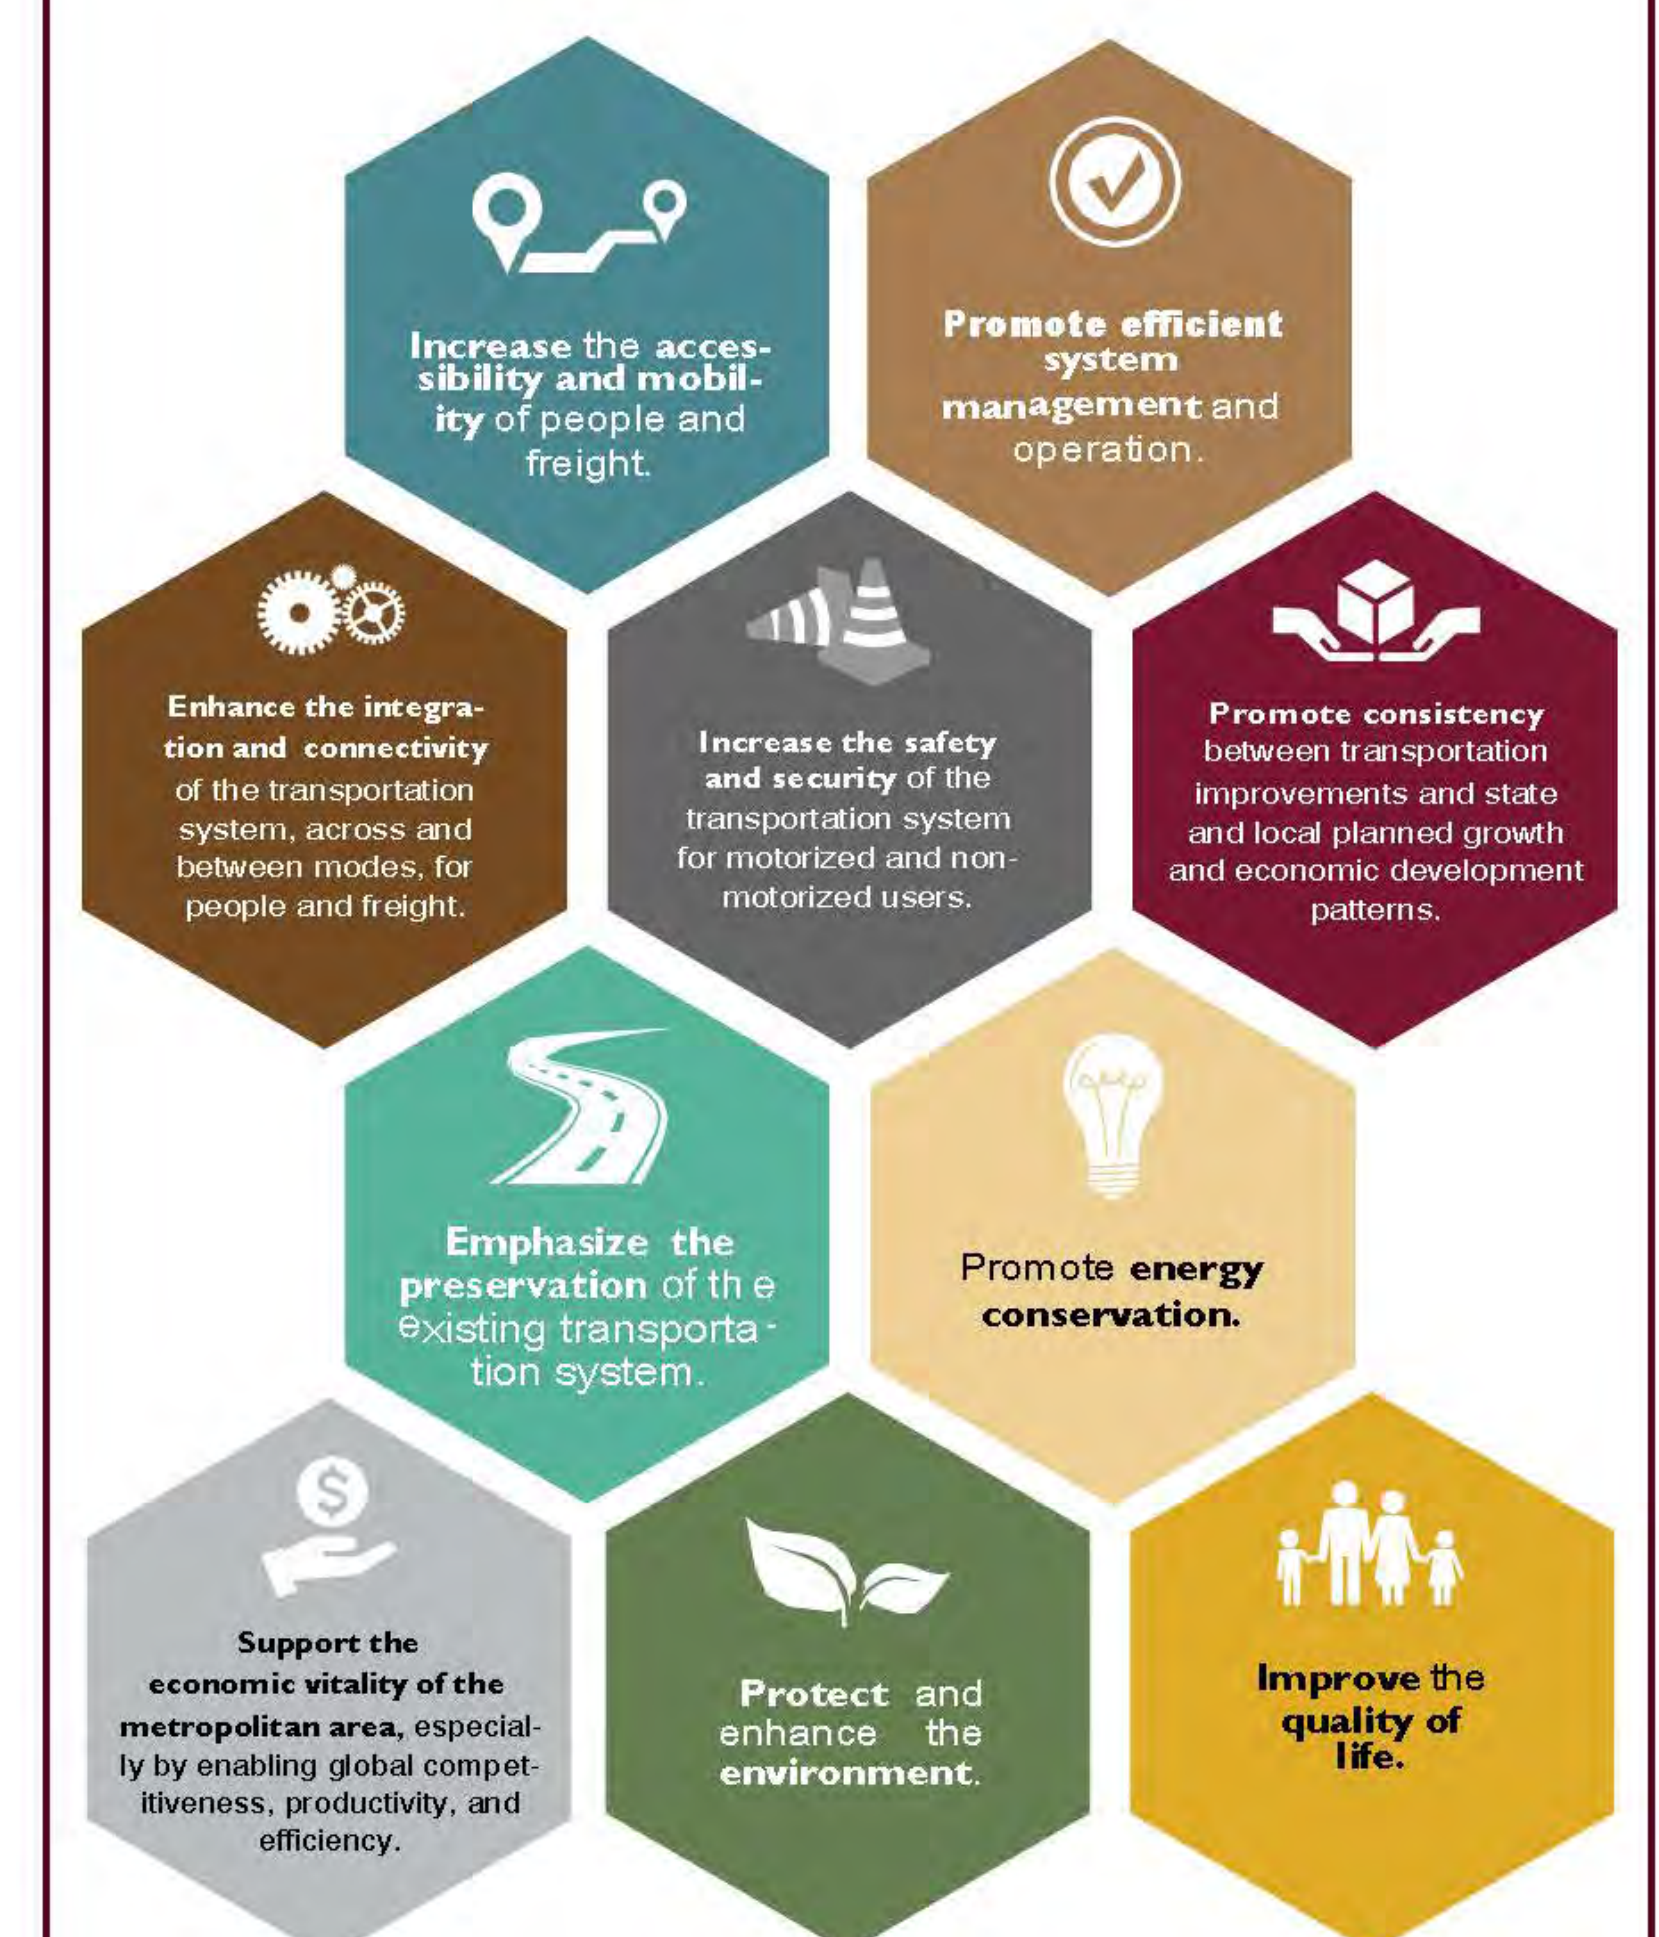 Increase the acces-
sibility and mobil-
ity of people and
freight.
Promote efficient
system
management and
operation.
Enhance the integra-
tion and connectivity
of the transportation
system, across and
between modes, for
people and freight.
Increase the safety
and security of the
transportation system
for motorized and non-
motorized users.
Promote consistency
between transportation
improvements and state
and local planned growth
and economic development
patterns.
Emphasize the
preservation of the
existing transporta-
tion system.
Promote energy
conservation.
$
Support the
economic vitality of the
metropolitan area, especial-
ly by enabling global compet-
itiveness, productivity, and
efficiency.
Protect and
enhance the
environment.
Improve the
quality of
life.